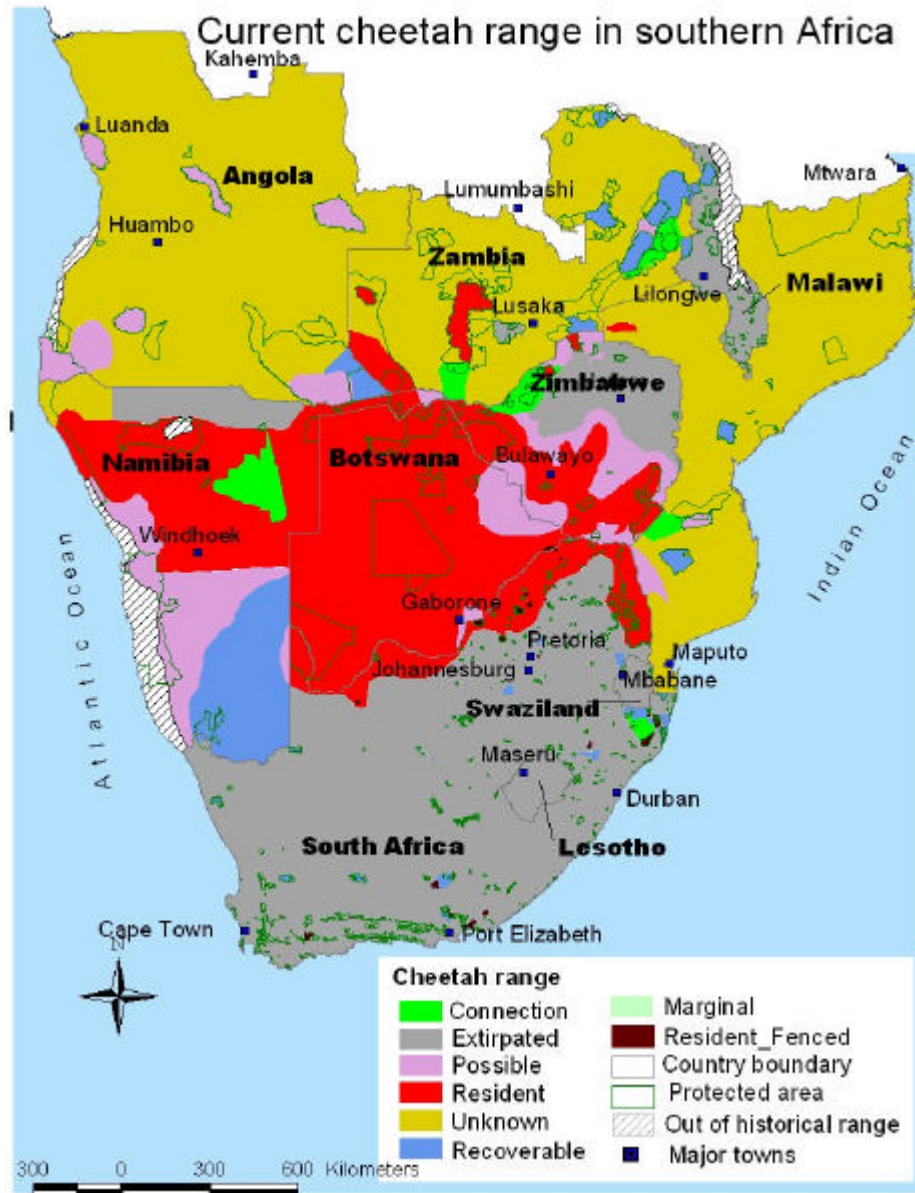 Current cheetah range in southern Africa
Kahemba
Luanda
Angola
Lumumbashi
Mtwara
Huambo
Zambia
Malawi
Lilongwe
Lusaka
Zimbabwe
Namibia
Botswana
Bulawayo
Windhoek
Gaborone
Pretoria
Johannesburg
Maputo
Mbabane
Swaziland
Maseru
Durban
South Africa
Lesotho
Cape Town
Port Elizabeth
Atlantic Ocean
Indian Ocean
N
Cheetah range
Connection
Extirpated
Possible
Resident
Unknown
Recoverable
Marginal
Resident_Fenced
Country boundary
Protected area
Out of historical range
Major towns
300 0 300 600 Kilometers